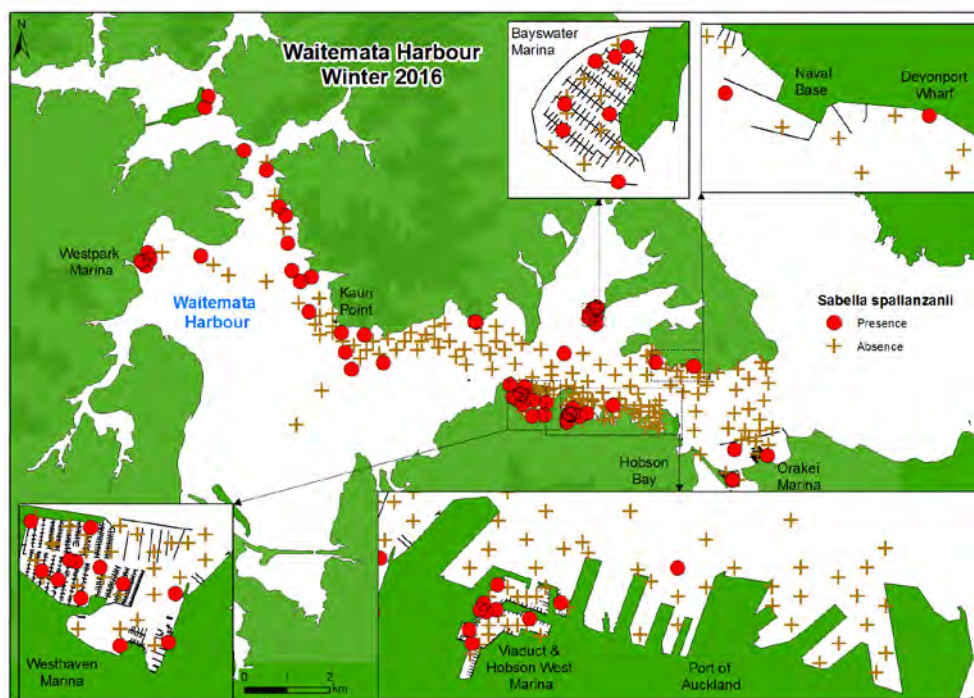 N
Waitemata Harbour
Winter 2016
Bayswater
Marina
Naval
Base
Devonport
Wharf
Westpark
Marina
Waitemata
Harbour
Kauri
Point
Sabella spallanzanii
Presence
Absence
Hobson
Bay
Orakei
Marina
Westhaven
Marina
0 1 2
km
Viaduct &
Hobson West
Marina
Port of
Auckland